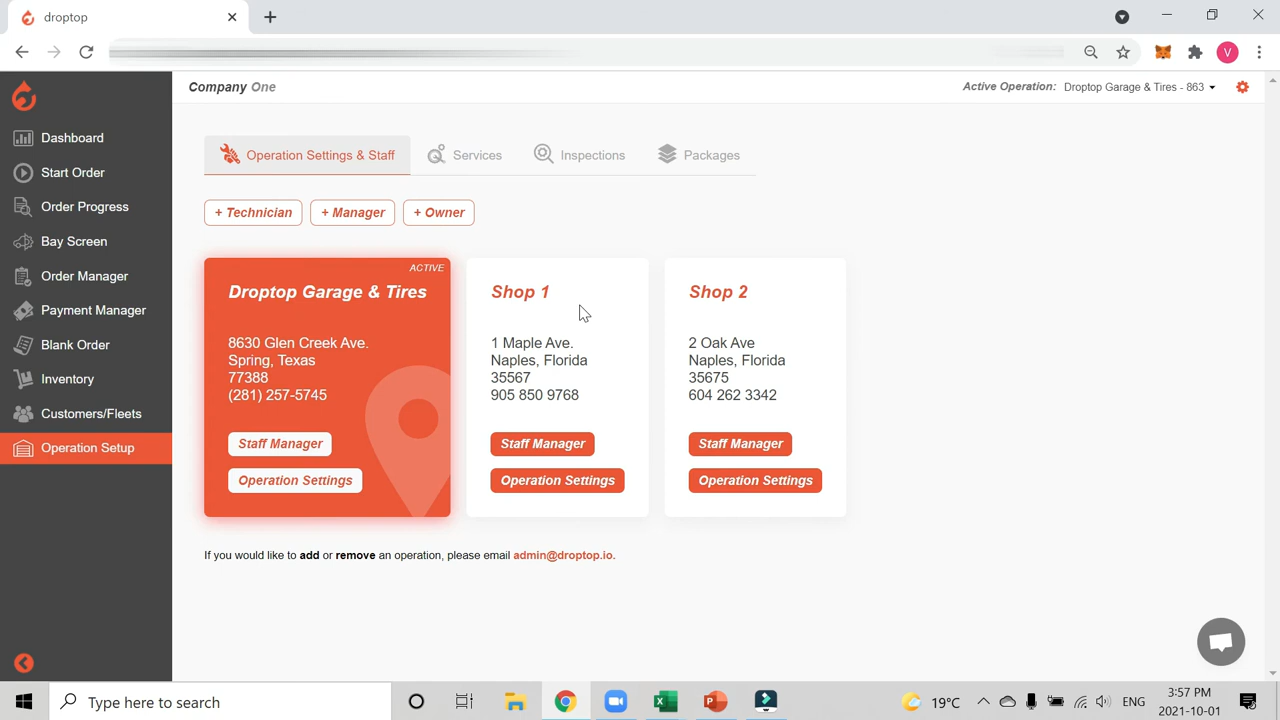 droptop
V
Company One
Active Operation: Droptop Garage & Tires - 863
Dashboard
Start Order
Order Progress
Bay Screen
Order Manager
Payment Manager
Blank Order
Inventory
Customers/Fleets
Operation Setup
Operation Settings & Staff
Services
Inspections
Packages
+ Technician
+ Manager
+ Owner
ACTIVE
Droptop Garage & Tires
8630 Glen Creek Ave.
Spring, Texas
77388
(281) 257-5745
Staff Manager
Operation Settings
Shop 1
1 Maple Ave.
Naples, Florida
35567
905 850 9768
Staff Manager
Operation Settings
Shop 2
2 Oak Ave
Naples, Florida
35675
604 262 3342
Staff Manager
Operation Settings
If you would like to add or remove an operation, please email admin@droptop.io.
Type here to search
19°C
ENG
3:57 PM
2021-10-01